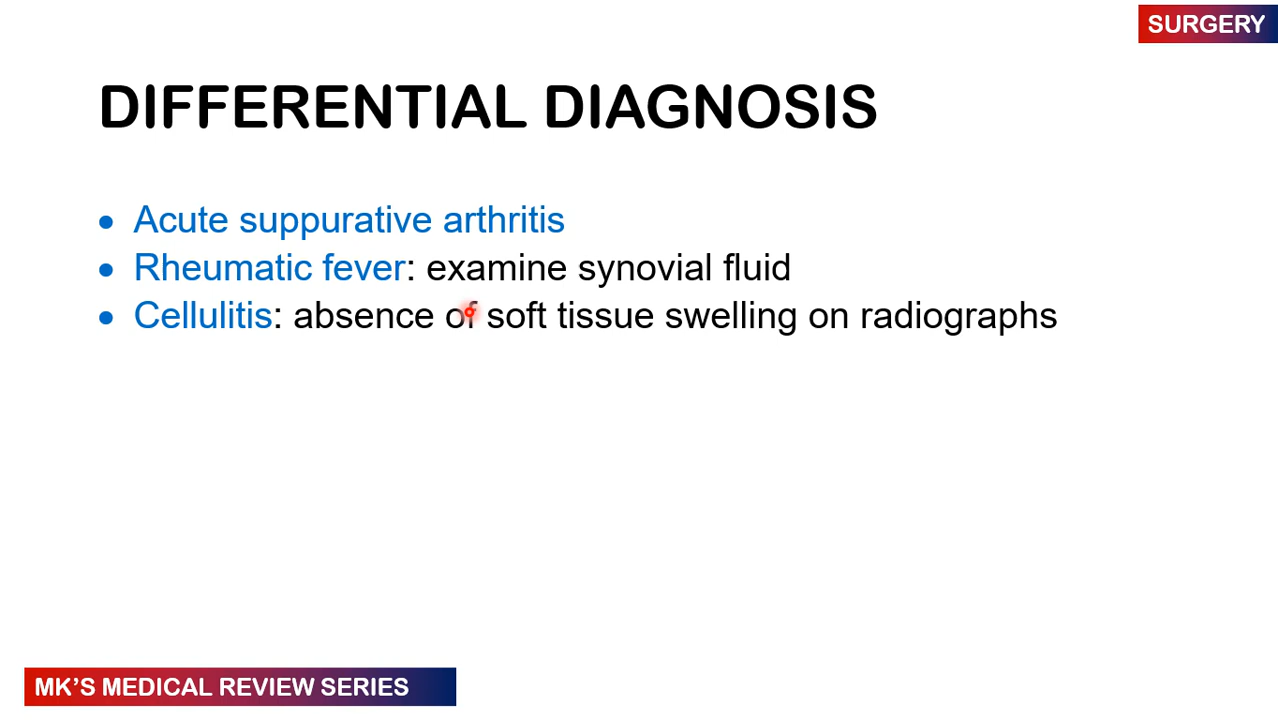 SURGERY
DIFFERENTIAL DIAGNOSIS
• Acute suppurative arthritis
• Rheumatic fever: examine synovial fluid
• Cellulitis: absence of soft tissue swelling on radiographs
MK'S MEDICAL REVIEW SERIES